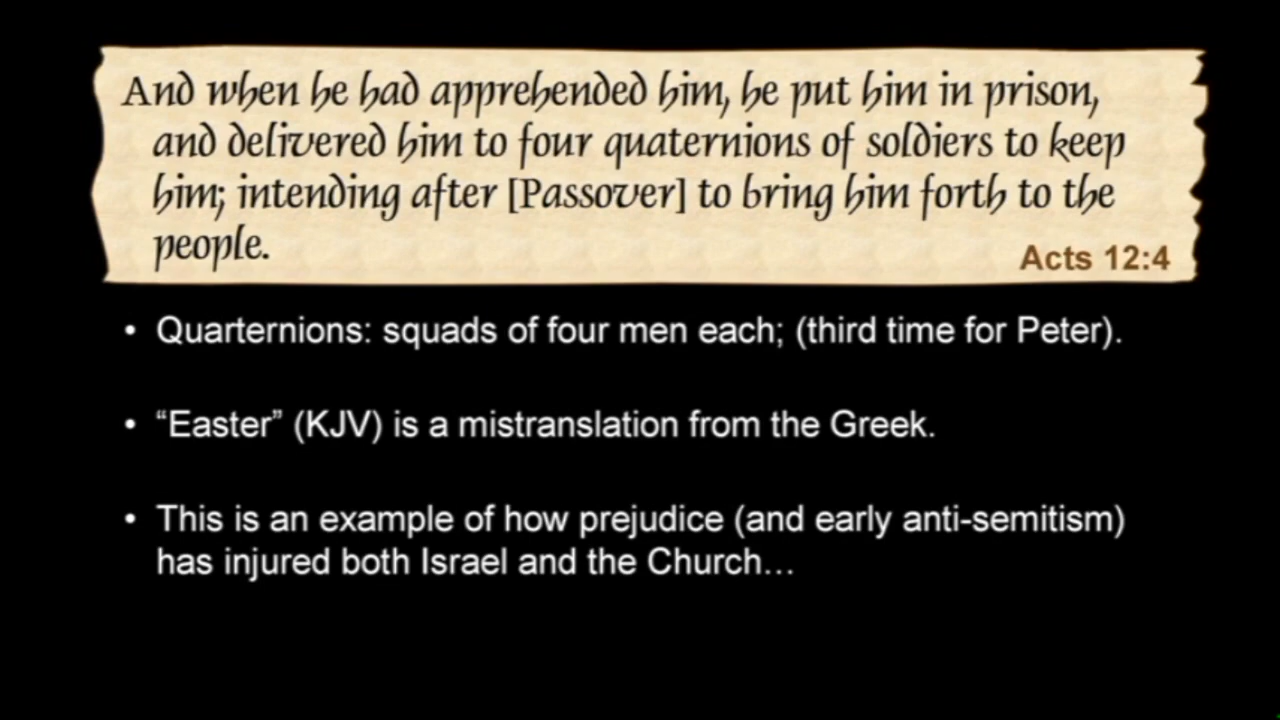 And when he had apprehended him, he put him in prison,
and delivered him to four quaternions of soldiers to keep
him; intending after [Passover] to bring him forth to the
people.
Acts 12:4
• Quarternions: squads of four men each; (third time for Peter).
• “Easter” (KJV) is a mistranslation from the Greek.
• This is an example of how prejudice (and early anti-semitism)
has injured both Israel and the Church…